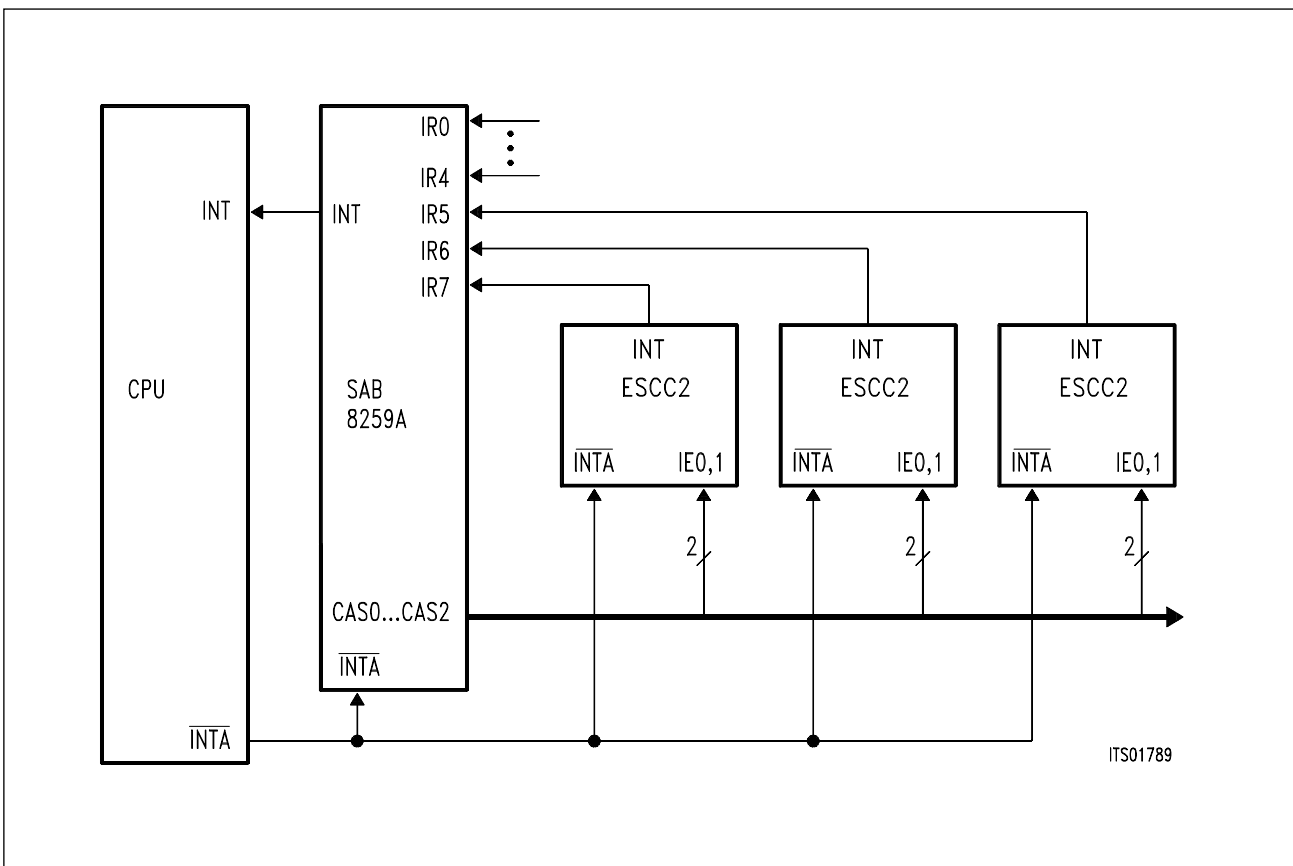 IR0
IR4
INT INT IR5
IR6
IR7
INT INT INT
CPU SAB 8259A ESCC2 ESCC2 ESCC2
INTA IE0,1 INTA IE0,1 INTA IE0,1
2 2 2
CAS0...CAS2
INTA
INTA
ITS01789